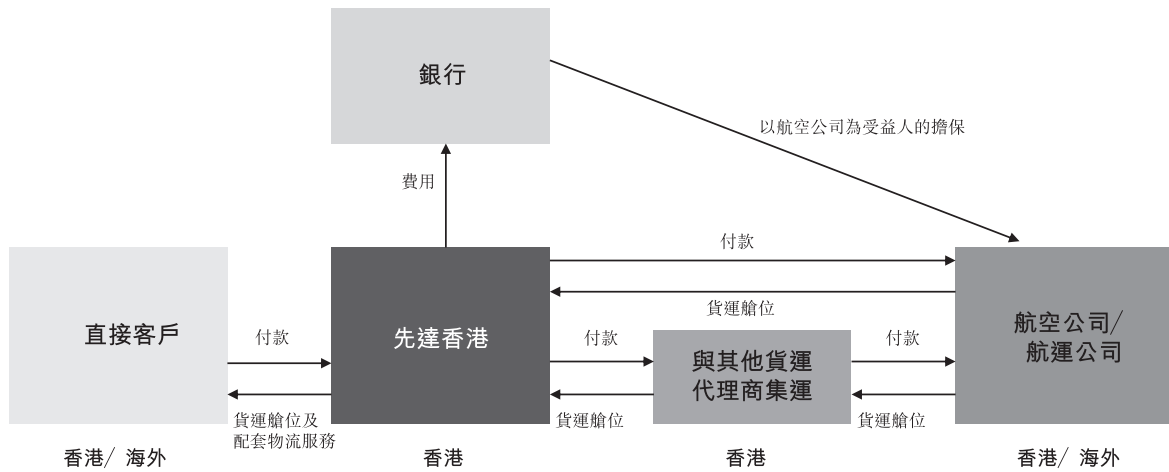 銀行
以航空公司為受益人的擔保
費用
付款
貨運艙位
直接客戶
付款
貨運艙位及
配套物流服務
先達香港
付款
貨運艙位
與其他貨運
代理商集運
付款
貨運艙位
航空公司/
航運公司
香港/ 海外
香港
香港
香港/ 海外